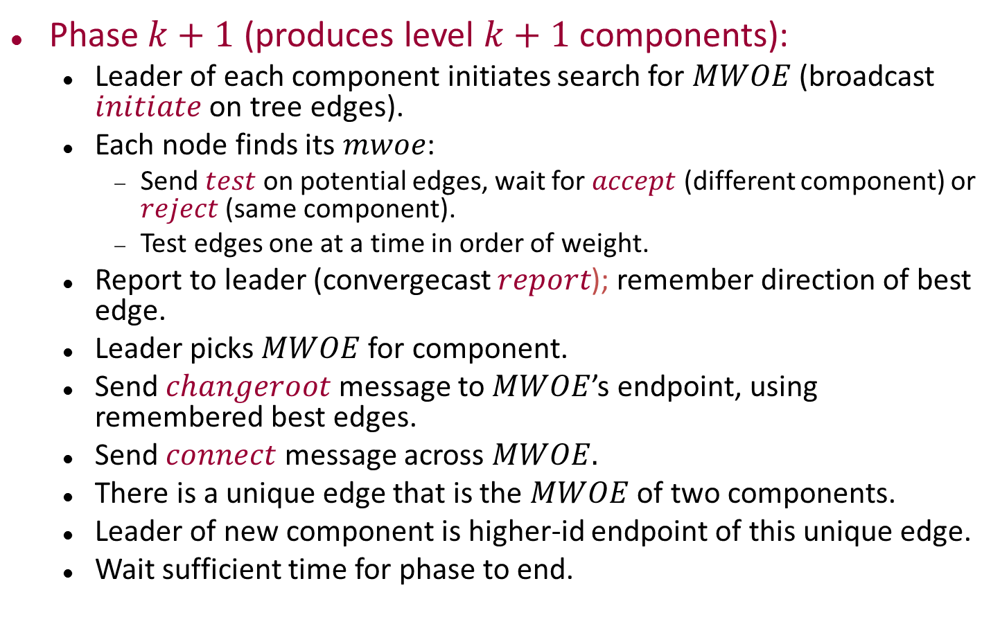 • Phase k + 1 (produces level k + 1 components):
• Leader of each component initiates search for MWOE (broadcast
initiate on tree edges).
• Each node finds its mwoe:
– Send test on potential edges, wait for accept (different component) or
reject (same component).
– Test edges one at a time in order of weight.
• Report to leader (convergecast report); remember direction of best
edge.
• Leader picks MWOE for component.
• Send changeroot message to MWOE’s endpoint, using
remembered best edges.
• Send connect message across MWOE.
• There is a unique edge that is the MWOE of two components.
• Leader of new component is higher-id endpoint of this unique edge.
• Wait sufficient time for phase to end.